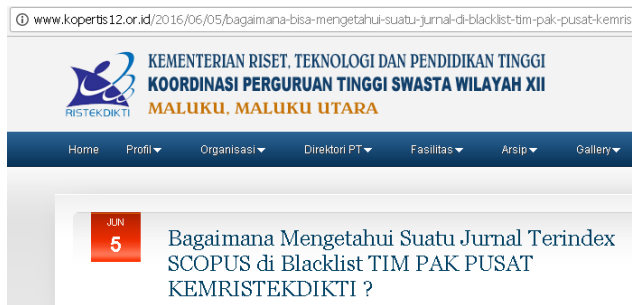 www.kopertis12.or.id/2016/06/05/bagaimana-bisa-mengetahui-suatu-jurnal-di-blacklist-tim-pak-pusat-kemris
KEMENTERIAN RISET, TEKNOLOGI DAN PENDIDIKAN TINGGI
KOORDINASI PERGURUAN TINGGI SWASTA WILAYAH XII
MALUKU, MALUKU UTARA
RISTEKDIKTI
Home Profil Organisasi Direktori PT Fasilitas Arsip Gallery
JUN
5
Bagaimana Mengetahui Suatu Jurnal Terindex
SCOPUS di Blacklist TIM PAK PUSAT
KEMRISTEKDIKTI ?